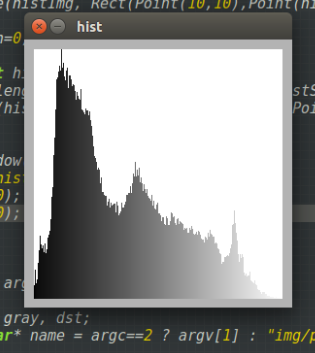 e(histImg, Rect(Point(10,10),Point(hi
hist
n=0
t hi
leng
stS
(his
Poi
dow
hist
0);
0);
arg
gray, dst;
ar* name = argc==2 ? argv[1] : "img/p